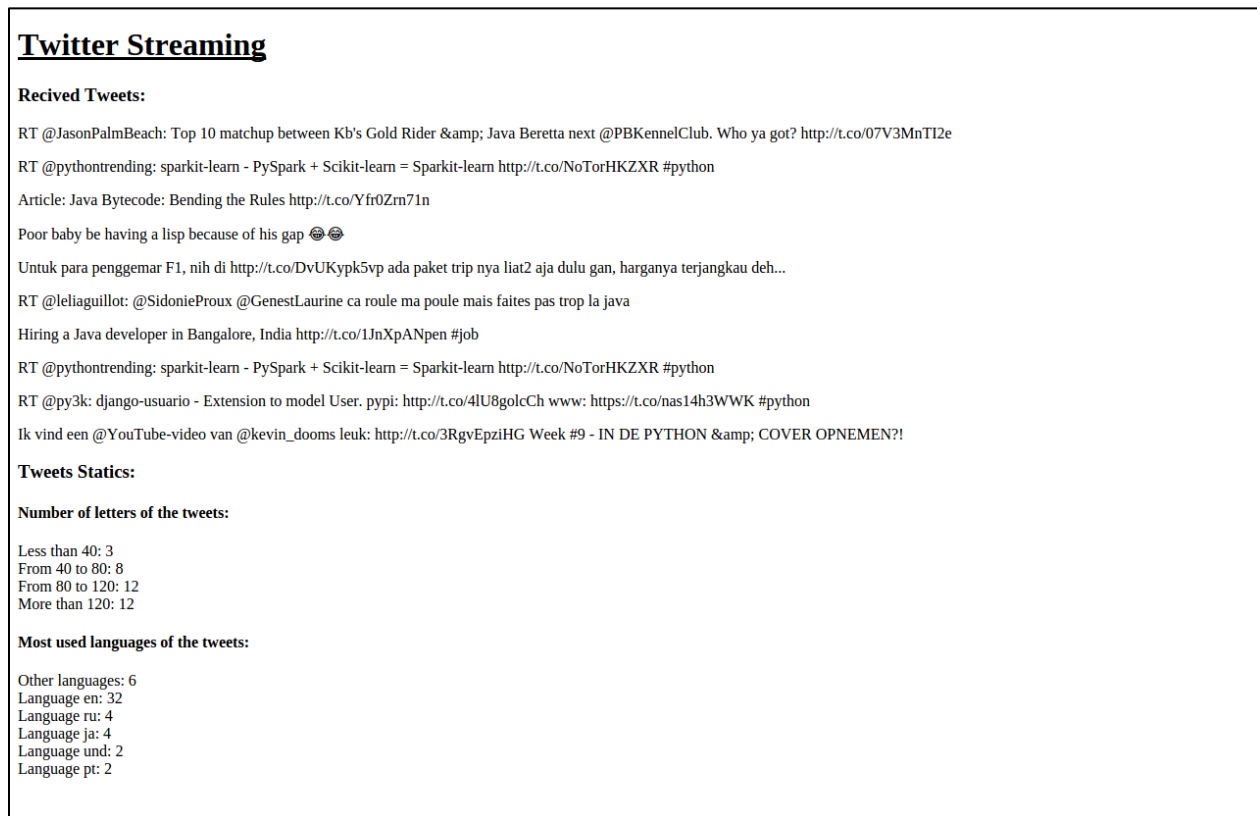 Twitter Streaming
Recived Tweets:
RT @JasonPalmBeach: Top 10 matchup between Kb's Gold Rider &amp; Java Beretta next @PBKennelClub. Who ya got? http://t.co/07V3MnTI2e
RT @pythontrending: sparkit-learn - PySpark + Scikit-learn = Sparkit-learn http://t.co/NoTorHKZXR #python
Article: Java Bytecode: Bending the Rules http://t.co/Yfr0Zrn71n
Poor baby be having a lisp because of his gap 😂😂
Untuk para penggemar F1, nih di http://t.co/DvUKypk5vp ada paket trip nya liat2 aja dulu gan, harganya terjangkau deh...
RT @leliaguillot: @SidonieProux @GenestLaurine ca roule ma poule mais faites pas trop la java
Hiring a Java developer in Bangalore, India http://t.co/1JnXpANpen #job
RT @pythontrending: sparkit-learn - PySpark + Scikit-learn = Sparkit-learn http://t.co/NoTorHKZXR #python
RT @py3k: django-usuario - Extension to model User. pypi: http://t.co/4lU8golcCh www: https://t.co/nas14h3WWK #python
Ik vind een @YouTube-video van @kevin_dooms leuk: http://t.co/3RgvEpziHG Week #9 - IN DE PYTHON &amp; COVER OPNEMEN?!
Tweets Statics:
Number of letters of the tweets:
Less than 40: 3
From 40 to 80: 8
From 80 to 120: 12
More than 120: 12
Most used languages of the tweets:
Other languages: 6
Language en: 32
Language ru: 4
Language ja: 4
Language und: 2
Language pt: 2